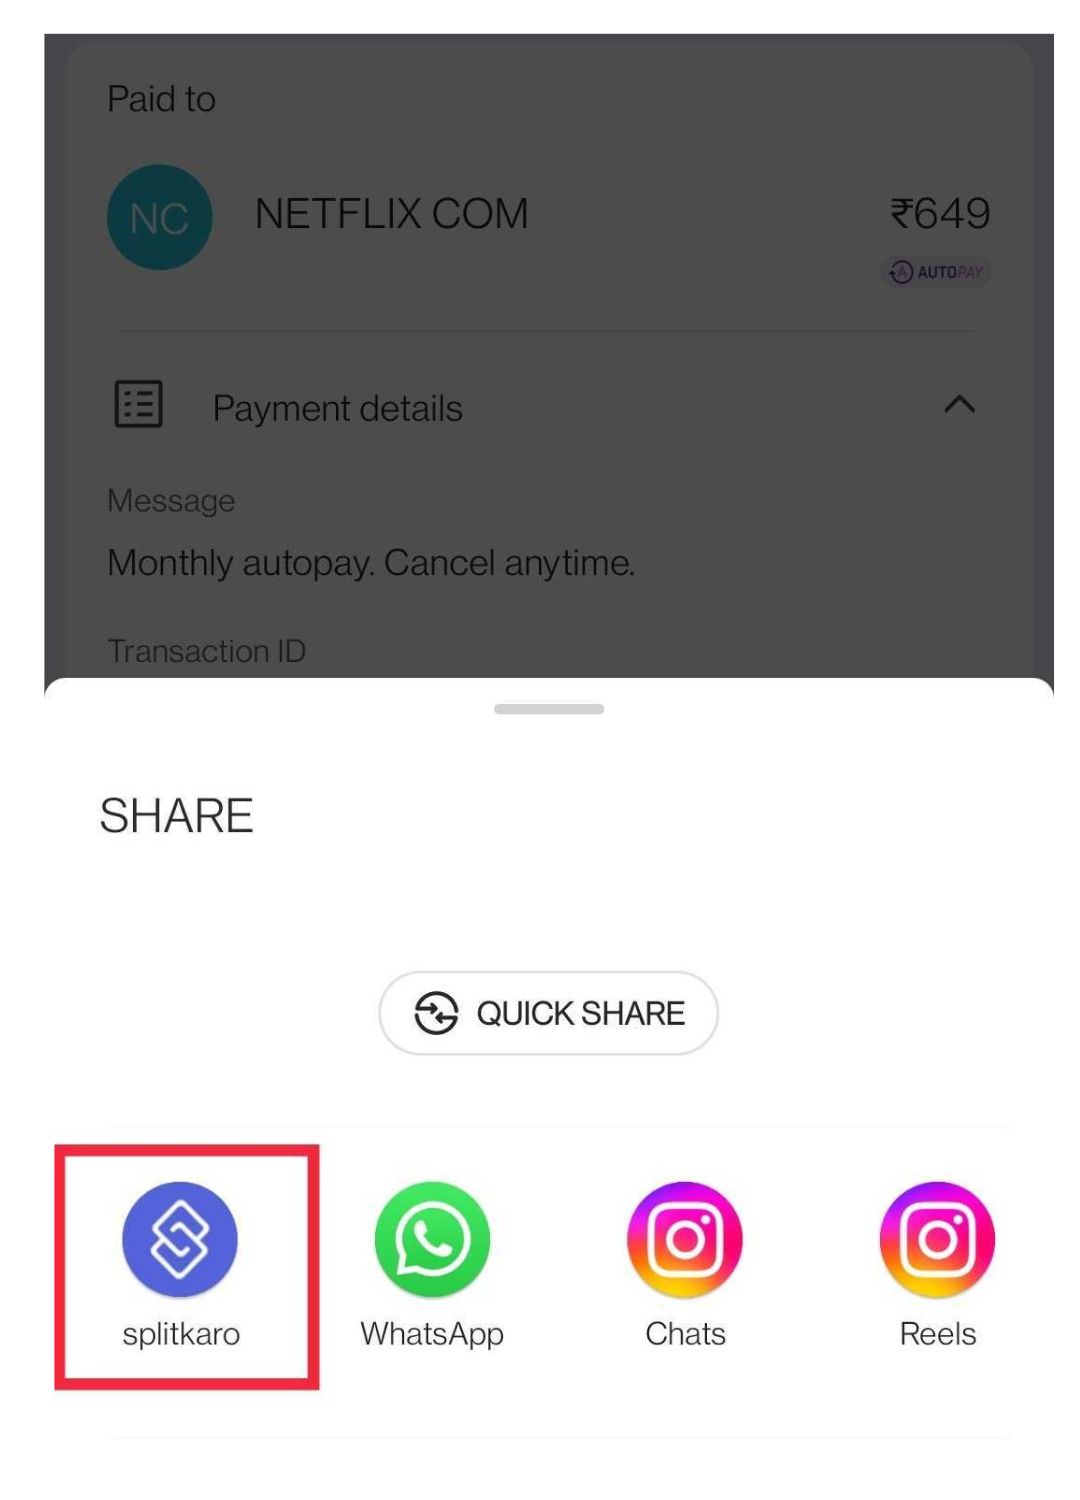 Paid to
NC
NETFLIX COM
₹649
AUTOPAY
Payment details
Message
Monthly autopay. Cancel anytime.
Transaction ID
SHARE
QUICK SHARE
splitkaro
WhatsApp
Chats
Reels